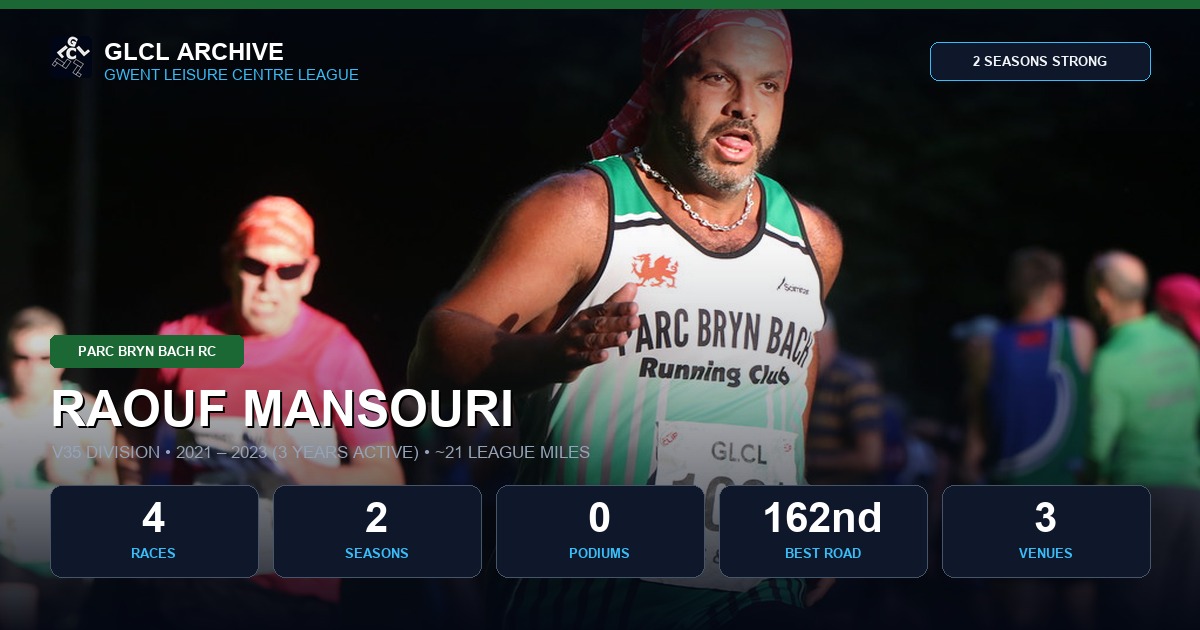 GLCL ARCHIVE
GWENT LEISURE CENTRE LEAGUE
2 SEASONS STRONG
Somnar
PARC BRYN BACH
Running Club
GLCL
PARC BRYN BACH RC
RAOUF MANSOURI
V35 DIVISION • 2021 – 2023 (3 YEARS ACTIVE) • ~21 LEAGUE MILES
4
RACES
2
SEASONS
0
PODIUMS
162nd
BEST ROAD
3
VENUES